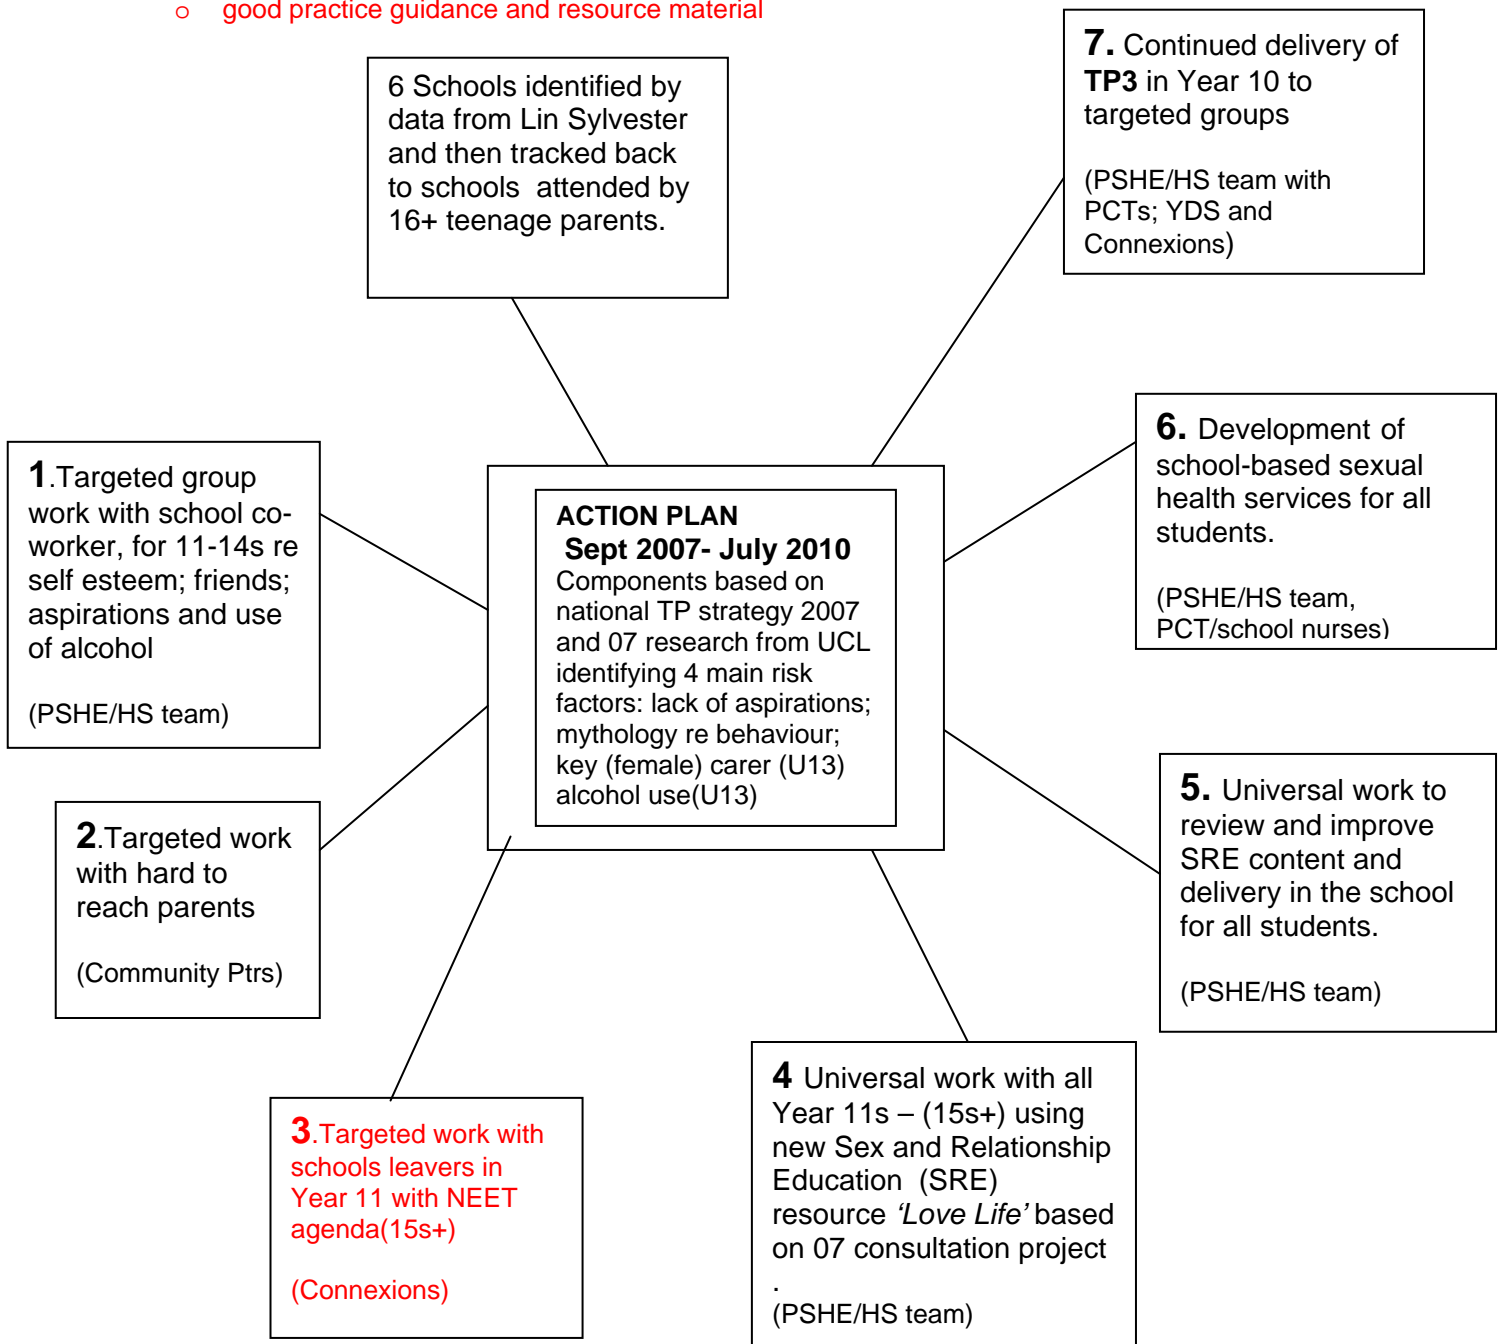 o good practice guidance and resource material
6 Schools identified by
data from Lin Sylvester
and then tracked back
to schools attended by
16+ teenage parents.
7. Continued delivery of
TP3 in Year 10 to
targeted groups
(PSHE/HS team with
PCTs; YDS and
Connexions)
1.Targeted group
work with school co-
worker, for 11-14s re
self esteem; friends;
aspirations and use
of alcohol
(PSHE/HS team)
ACTION PLAN
Sept 2007- July 2010
Components based on
national TP strategy 2007
and 07 research from UCL
identifying 4 main risk
factors: lack of aspirations;
mythology re behaviour;
key (female) carer (U13)
alcohol use(U13)
6. Development of
school-based sexual
health services for all
students.
(PSHE/HS team,
PCT/school nurses)
2.Targeted work
with hard to
reach parents
(Community Ptrs)
5. Universal work to
review and improve
SRE content and
delivery in the school
for all students.
(PSHE/HS team)
3.Targeted work with
schools leavers in
Year 11 with NEET
agenda(15s+)
(Connexions)
4 Universal work with all
Year 11s – (15s+) using
new Sex and Relationship
Education (SRE)
resource ‘Love Life’ based
on 07 consultation project
.
(PSHE/HS team)